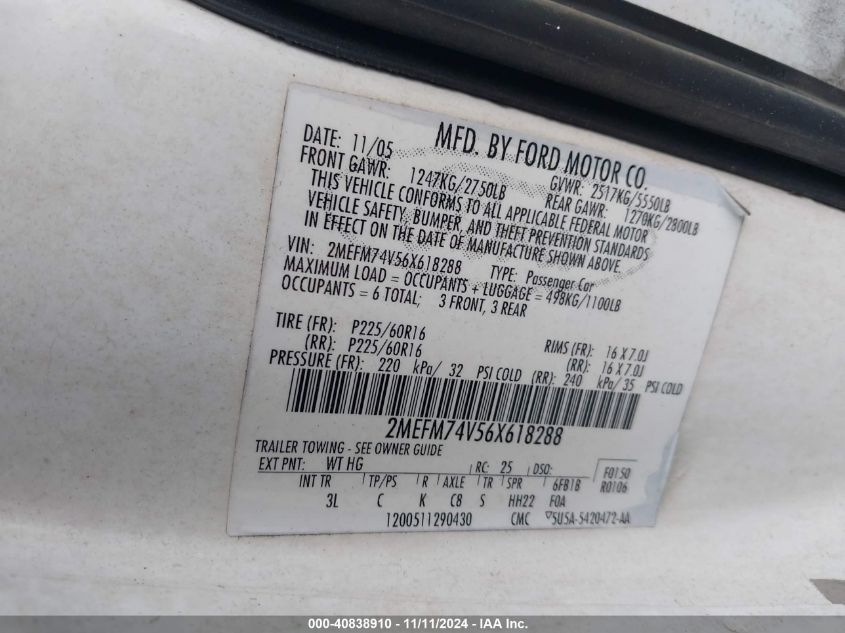 MFD. BY FORD MOTOR CO.
DATE: 11/05 GVWR: 2517KG/5550LB
FRONT GAWR: 1247KG/2750LB REAR GAWR: 1270KG/2800LB
THIS VEHICLE CONFORMS TO ALL APPLICABLE FEDERAL MOTOR
VEHICLE SAFETY, BUMPER, AND THEFT PREVENTION STANDARDS
IN EFFECT ON THE DATE OF MANUFACTURE SHOWN ABOVE.
VIN: 2MEFM74V56X618288 TYPE: Passenger Car
MAXIMUM LOAD = OCCUPANTS + LUGGAGE = 498KG/1100LB
OCCUPANTS = 6 TOTAL; 3 FRONT, 3 REAR
TIRE (FR): P225/60R16 RIMS (FR): 16 X 7.0J
(RR): P225/60R16 (RR): 16 X 7.0J
PRESSURE (FR): 220 kPa/ 32 PSI COLD (RR): 240 kPa/ 35 PSI COLD
2MEFM74V56X618288
TRAILER TOWING - SEE OWNER GUIDE
EXT PNT: WT HG RC: 25 DSO: F0150
INT TR TP/PS R AXLE TR SPR 6FB1B R0106
3L C K C8 S HH22 FOA
1200511290430 CMC 5U5A-5420472-AA
000-40838910 - 11/11/2024 - IAA Inc.